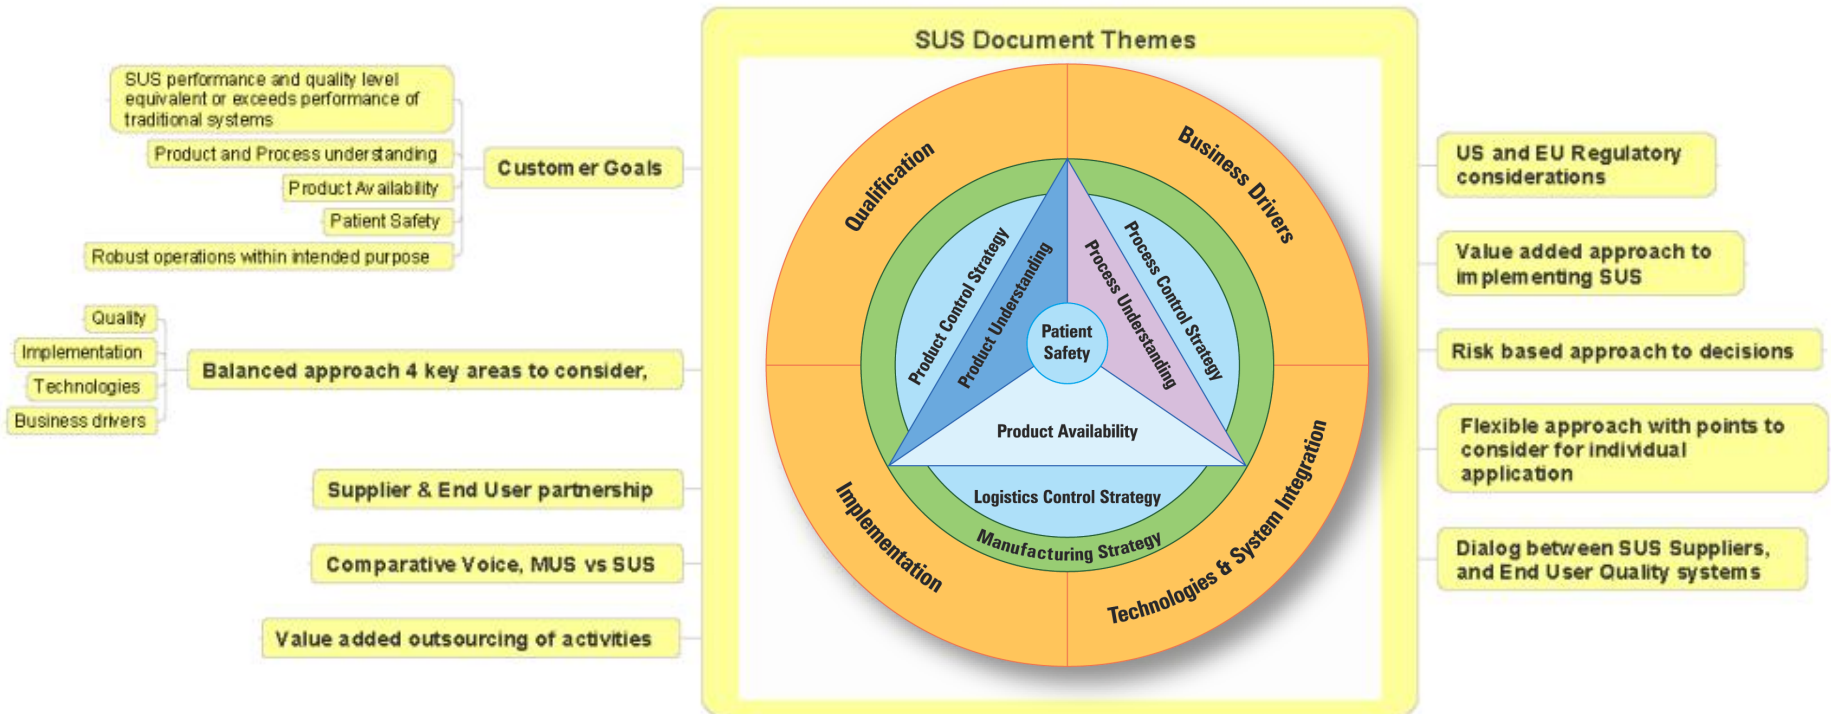 SUS Document Themes
SUS performance and quality level
equivalent or exceeds performance of
traditional systems
Product and Process understanding
Product Availability
Patient Safety
Robust operations within intended purpose
Customer Goals
Quality
Implementation
Technologies
Business drivers
Balanced approach 4 key areas to consider,
Supplier & End User partnership
Comparative Voice, MUS vs SUS
Value added outsourcing of activities
Qualification
Business Drivers
Product Control Strategy
Product Understanding
Process Understanding
Process Control Strategy
Patient
Safety
Product Availability
Logistics Control Strategy
Manufacturing Strategy
Implementation
Technologies & System Integration
US and EU Regulatory
considerations
Value added approach to
implementing SUS
Risk based approach to decisions
Flexible approach with points to
consider for individual
application
Dialog between SUS Suppliers,
and End User Quality systems